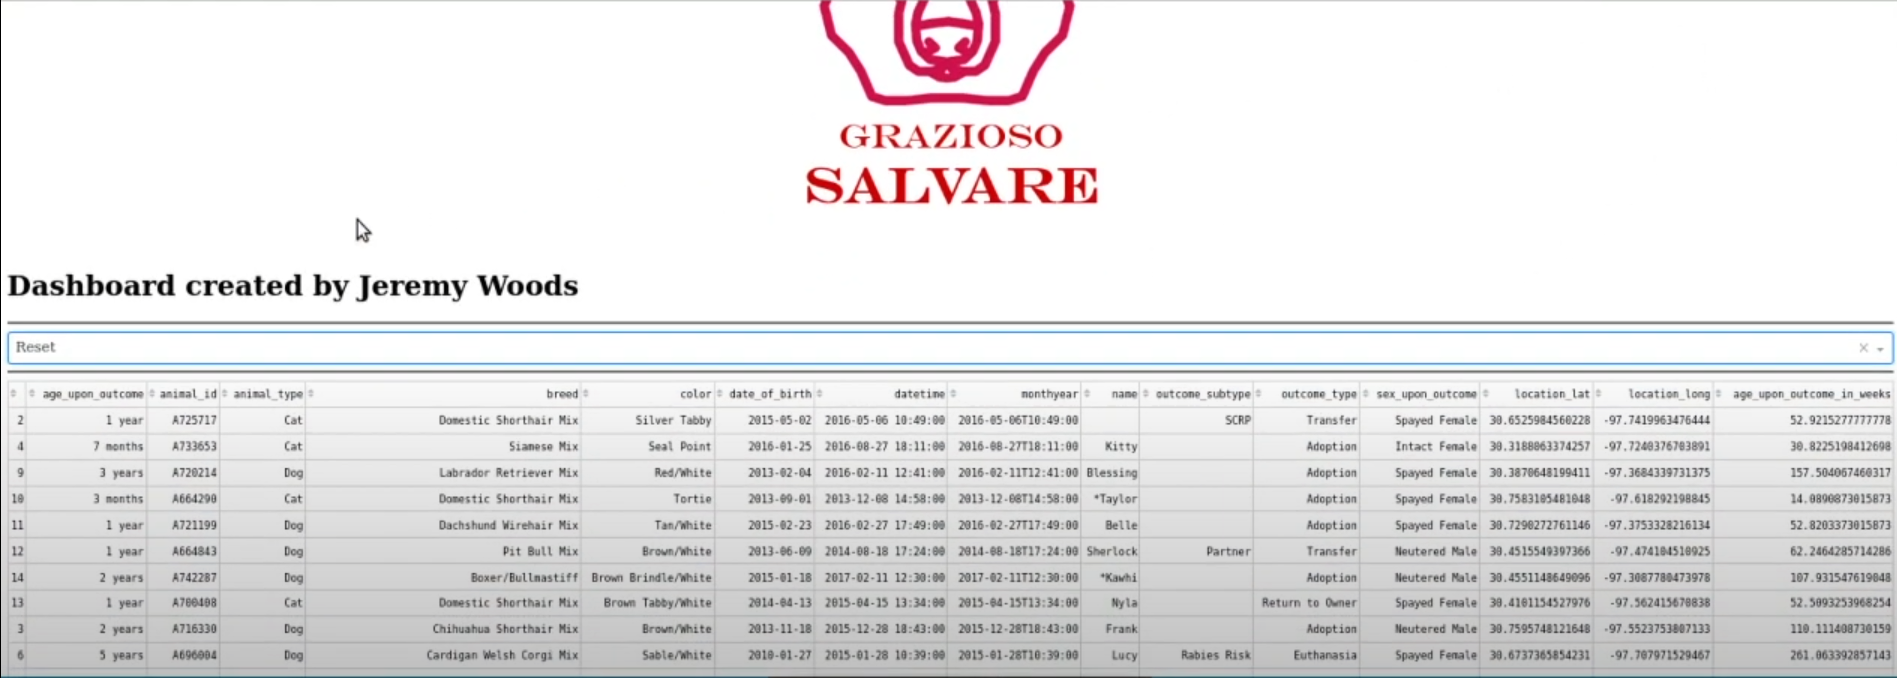 GRAZIOSO
SALVARE
Dashboard created by Jeremy Woods
Reset
age_upon_outcome animal_id animal_type breed color date_of_birth datetime monthyear name outcome_subtype outcome_type sex_upon_outcome location_lat location_long age_upon_outcome_in_weeks
2 1 year A725717 Cat Domestic Shorthair Mix Silver Tabby 2015-05-02 2016-05-06 10:49:00 2016-05-06T10:49:00 SCRP Transfer Spayed Female 30.6525984560228 -97.7419963476444 52.9215277777778
4 7 months A733653 Cat Siamese Mix Seal Point 2016-01-25 2016-08-27 18:11:00 2016-08-27T18:11:00 Kitty Adoption Intact Female 30.3188063374257 -97.7240376703891 30.8225198412698
9 3 years A720214 Dog Labrador Retriever Mix Red/White 2013-02-04 2016-02-11 12:41:00 2016-02-11T12:41:00 Blessing Adoption Spayed Female 30.3870648199411 -97.3684339731375 157.504067460317
10 3 months A664290 Cat Domestic Shorthair Mix Tortie 2013-09-01 2013-12-08 14:58:00 2013-12-08T14:58:00 *Taylor Adoption Spayed Female 30.7583105481048 -97.618292198845 14.0890873015873
11 1 year A721199 Dog Dachshund Wirehair Mix Tan/White 2015-02-23 2016-02-27 17:49:00 2016-02-27T17:49:00 Belle Adoption Spayed Female 30.7290272761146 -97.3753328216134 52.8203373015873
12 1 year A664843 Dog Pit Bull Mix Brown/White 2013-06-09 2014-08-18 17:24:00 2014-08-18T17:24:00 Sherlock Partner Transfer Neutered Male 30.4515549397366 -97.474104510925 62.2464285714286
14 2 years A742287 Dog Boxer/Bullmastiff Brown Brindle/White 2015-01-18 2017-02-11 12:30:00 2017-02-11T12:30:00 *Kawhi Adoption Neutered Male 30.4551148649096 -97.3087780473978 107.931547619048
13 1 year A700408 Cat Domestic Shorthair Mix Brown Tabby/White 2014-04-13 2015-04-15 13:34:00 2015-04-15T13:34:00 Nyla Return to Owner Spayed Female 30.4101154527976 -97.562415670838 52.5093253968254
3 2 years A716330 Dog Chihuahua Shorthair Mix Brown/White 2013-11-18 2015-12-28 18:43:00 2015-12-28T18:43:00 Frank Adoption Neutered Male 30.7595748121648 -97.5523753807133 110.111408730159
6 5 years A696004 Dog Cardigan Welsh Corgi Mix Sable/White 2010-01-27 2015-01-28 10:39:00 2015-01-28T10:39:00 Lucy Rabies Risk Euthanasia Spayed Female 30.6737365854231 -97.707971529467 261.063392857143